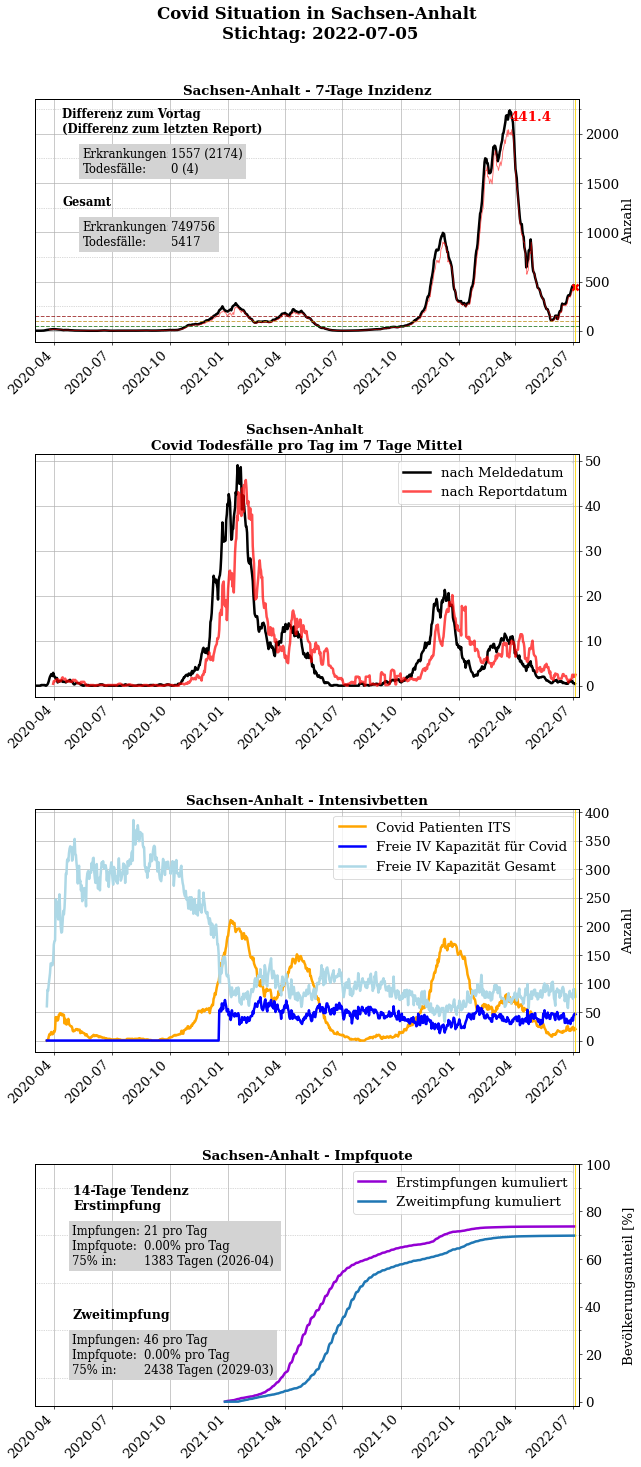 Covid Situation in Sachsen-Anhalt
Stichtag: 2022-07-05
Sachsen-Anhalt - 7-Tage Inzidenz
Differenz zum Vortag
(Differenz zum letzten Report)
Erkrankungen 1557 (2174)
Todesfälle: 0 (4)
Gesamt
Erkrankungen 749756
Todesfälle: 5417
441.4
2000
1500
1000
500
0
Anzahl
2020-04
2020-07
2020-10
2021-01
2021-04
2021-07
2021-10
2022-01
2022-04
2022-07
Sachsen-Anhalt
Covid Todesfälle pro Tag im 7 Tage Mittel
nach Meldedatum
nach Reportdatum
50
40
30
20
10
0
2020-04
2020-07
2020-10
2021-01
2021-04
2021-07
2021-10
2022-01
2022-04
2022-07
Sachsen-Anhalt - Intensivbetten
Covid Patienten ITS
Freie IV Kapazität für Covid
Freie IV Kapazität Gesamt
400
350
300
250
200
150
100
50
0
Anzahl
2020-04
2020-07
2020-10
2021-01
2021-04
2021-07
2021-10
2022-01
2022-04
2022-07
Sachsen-Anhalt - Impfquote
14-Tage Tendenz
Erstimpfung
Impfungen: 21 pro Tag
Impfquote: 0.00% pro Tag
75% in: 1383 Tagen (2026-04)
Zweitimpfung
Impfungen: 46 pro Tag
Impfquote: 0.00% pro Tag
75% in: 2438 Tagen (2029-03)
Erstimpfungen kumuliert
Zweitimpfung kumuliert
100
80
60
40
20
0
Bevölkerungsanteil [%]
2020-04
2020-07
2020-10
2021-01
2021-04
2021-07
2021-10
2022-01
2022-04
2022-07